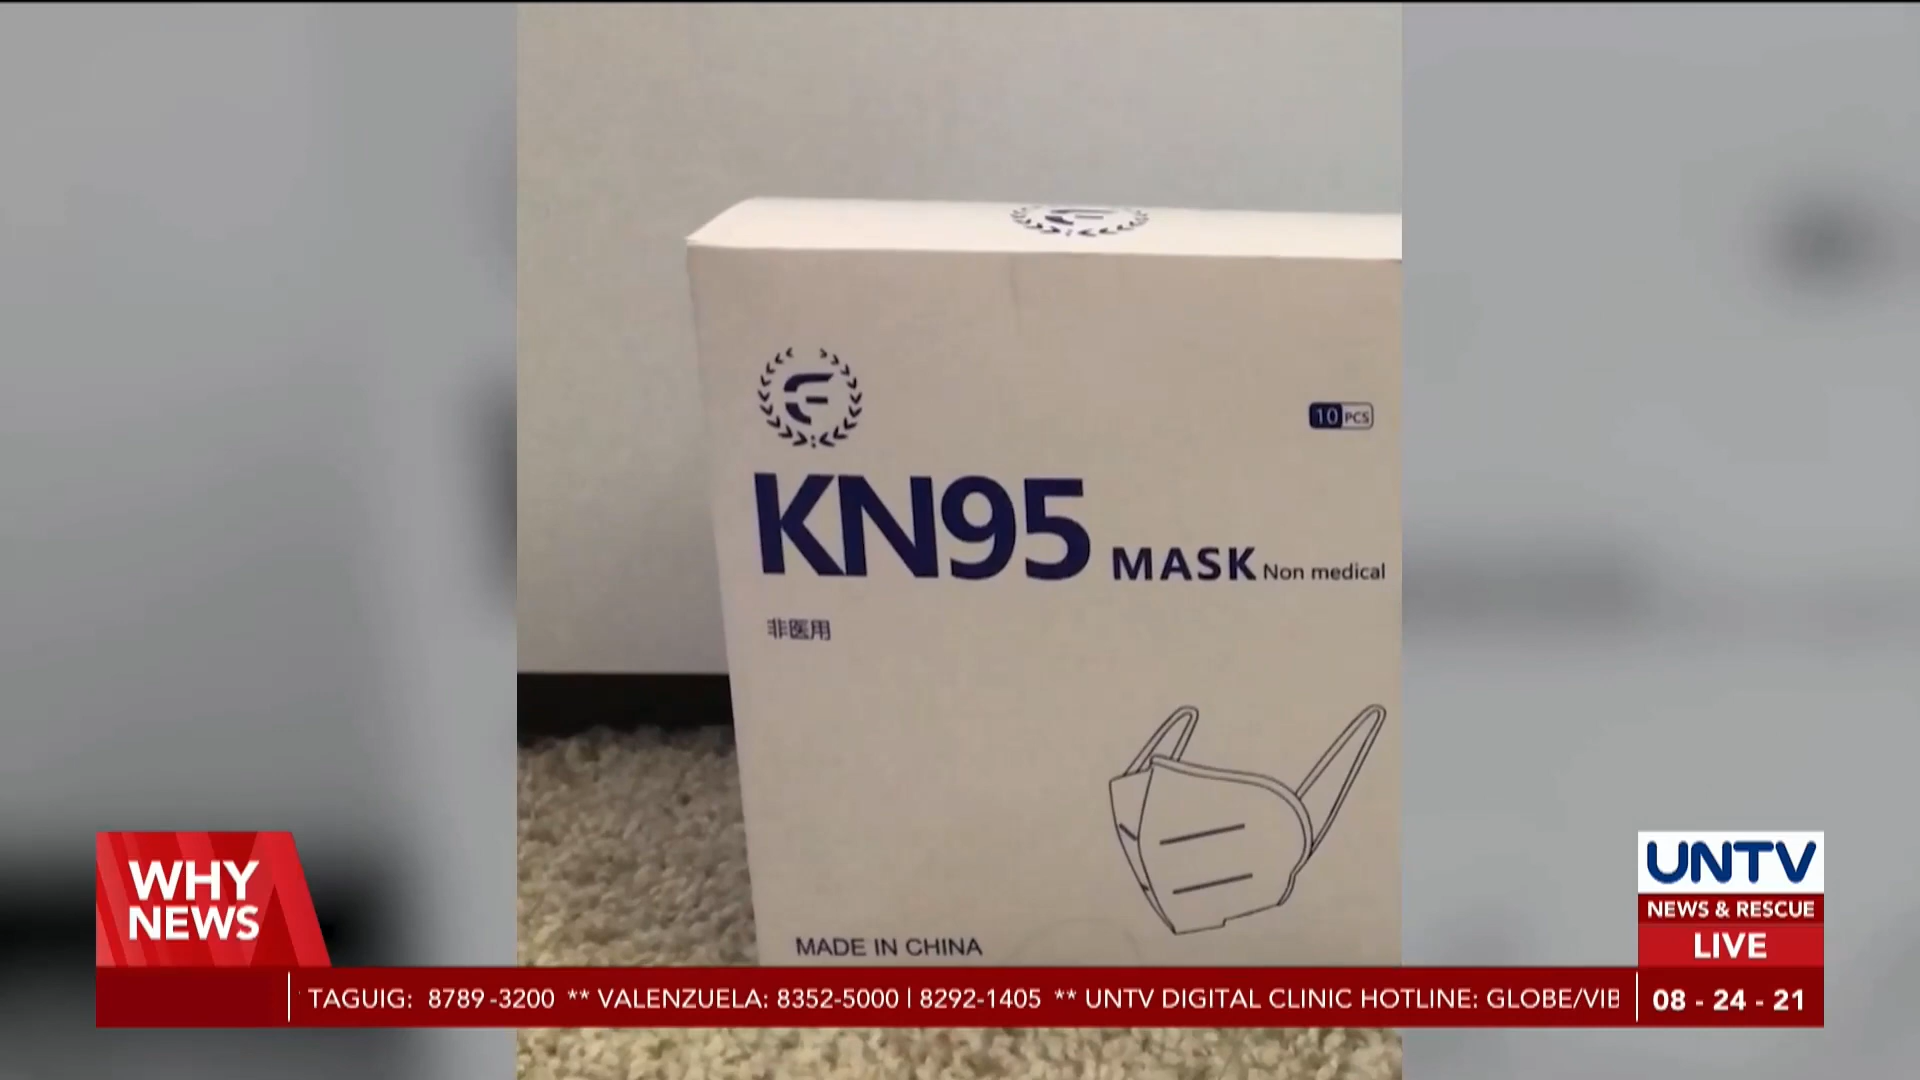 10 PCS
KN95 MASK Non medical
非医用
MADE IN CHINA
WHY
NEWS
UNTV
NEWS & RESCUE
LIVE
TAGUIG: 8789-3200 ** VALENZUELA: 8352-5000 | 8292-1405 ** UNTV DIGITAL CLINIC HOTLINE: GLOBE/VIB
08 - 24 - 21